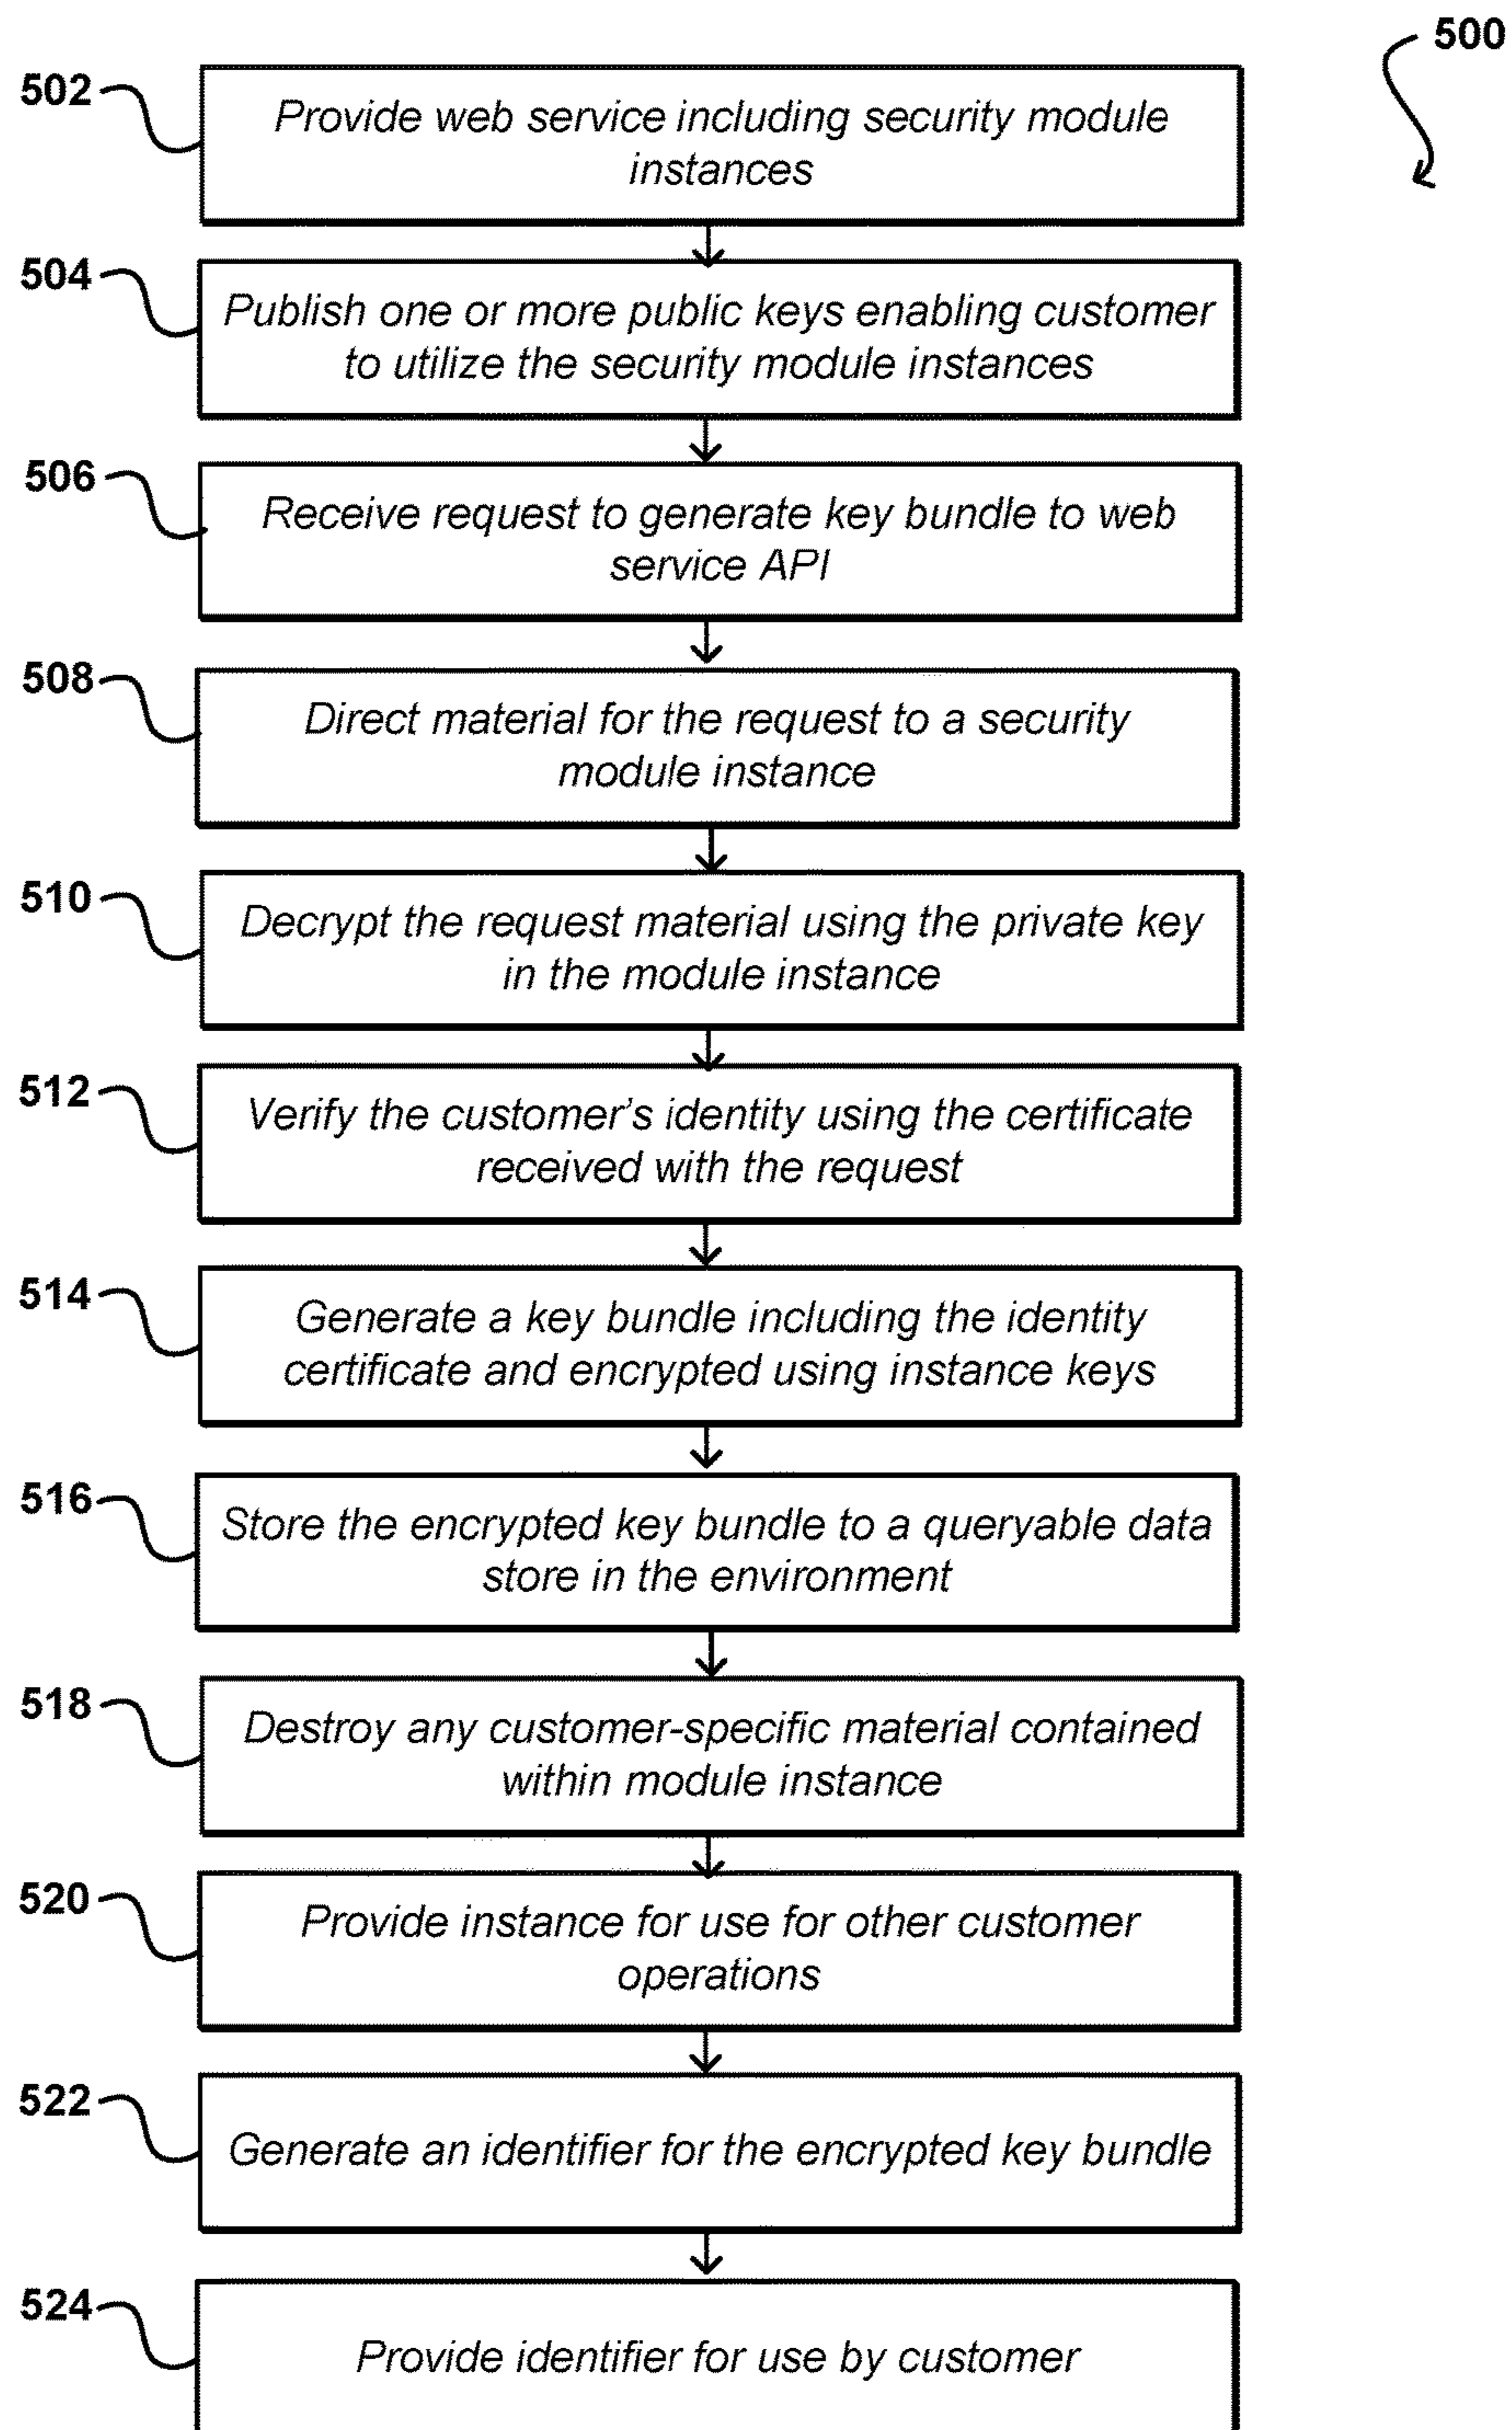 500
502
Provide web service including security module
instances
504
Publish one or more public keys enabling customer
to utilize the security module instances
506
Receive request to generate key bundle to web
service API
508
Direct material for the request to a security
module instance
510
Decrypt the request material using the private key
in the module instance
512
Verify the customer's identity using the certificate
received with the request
514
Generate a key bundle including the identity
certificate and encrypted using instance keys
516
Store the encrypted key bundle to a queryable data
store in the environment
518
Destroy any customer-specific material contained
within module instance
520
Provide instance for use for other customer
operations
522
Generate an identifier for the encrypted key bundle
524
Provide identifier for use by customer